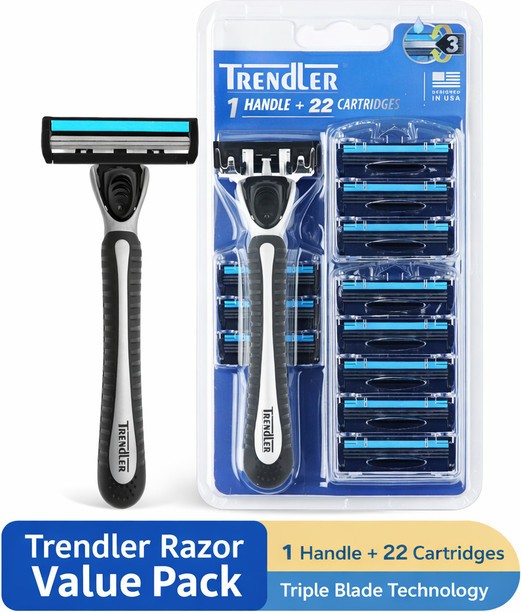 TRENDLER
1 HANDLE + 22 CARTRIDGES
3
DESIGNED
IN USA
TRENDLER
TRENDLER
Trendler Razor
Value Pack
1 Handle + 22 Cartridges
Triple Blade Technology